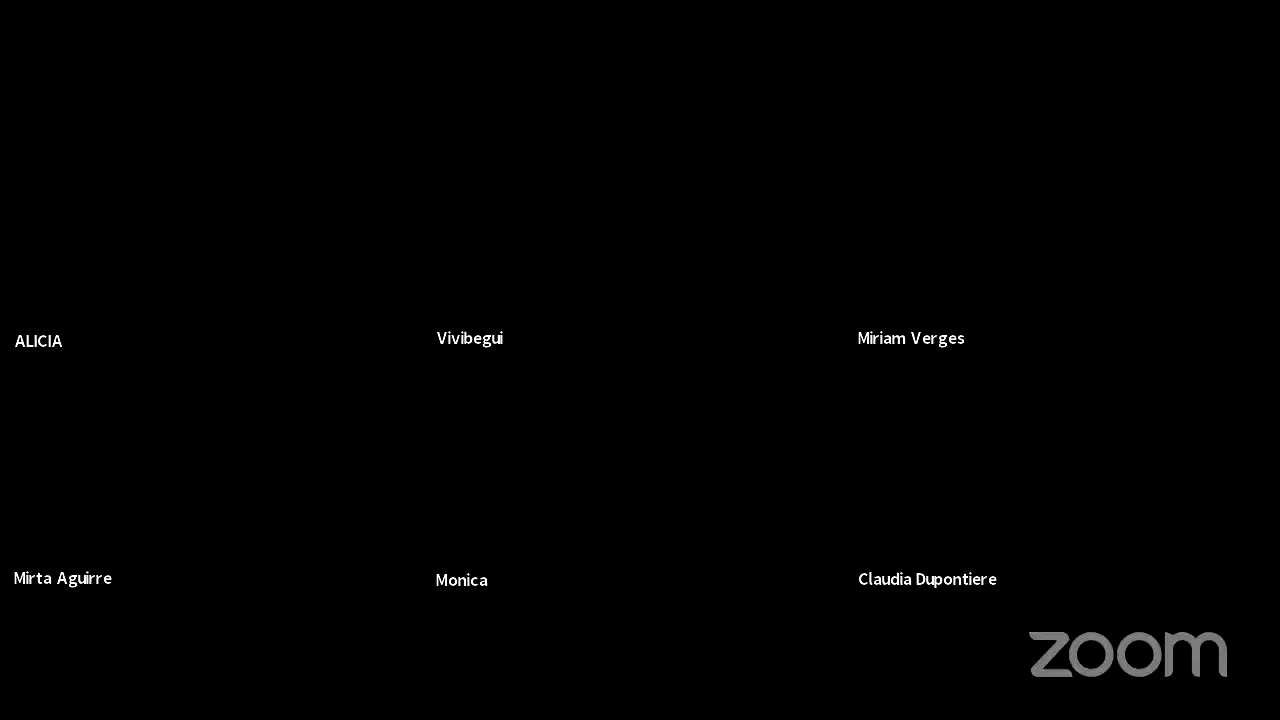 ALICIA
Vivibegui
Miriam Verges
Mirta Aguirre
Monica
Claudia Dupontiere
zoom